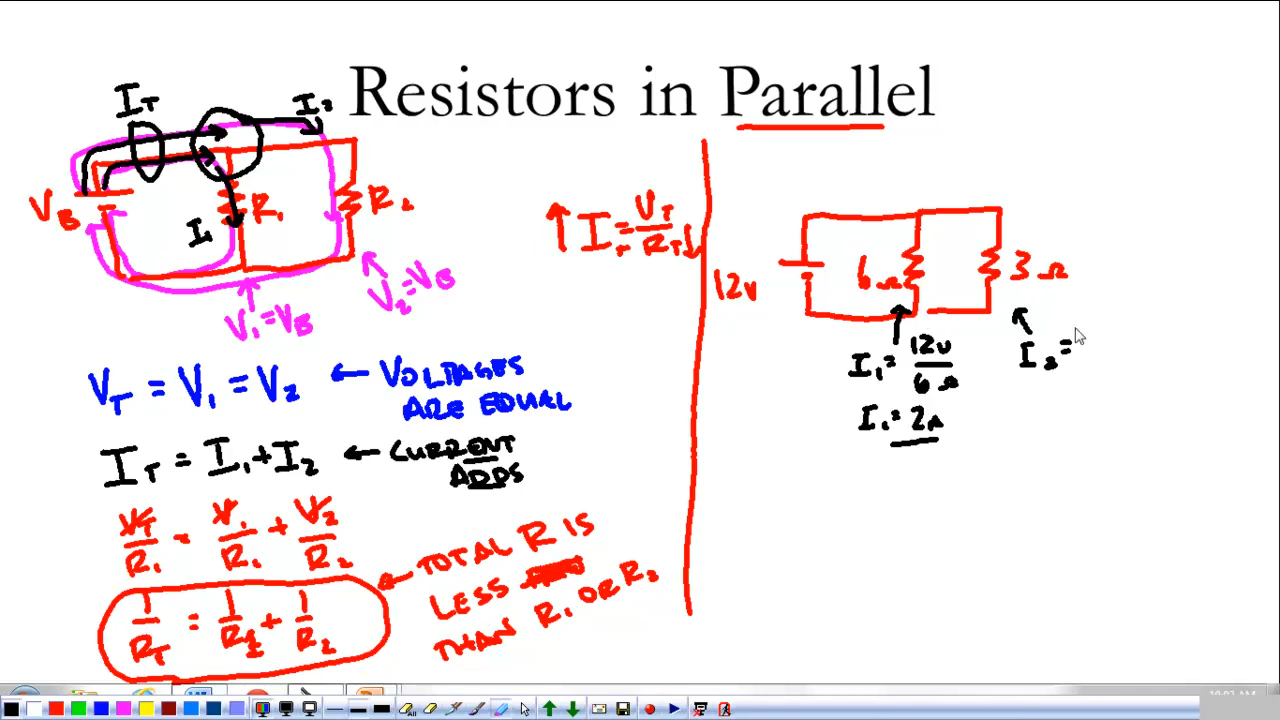 Resistors in Parallel
IT
I2
VB
R1
R2
I1
V1=VB
V2=VB
↑ IT = VT / RT ↓
VT = V1 = V2 ← VOLTAGES
ARE EQUAL
IT = I1 + I2 ← CURRENT
ADDS
VT/R1 = V1/R1 + V2/R2
1/RT = 1/R1 + 1/R2
← TOTAL R IS
LESS
THAN R1 OR R2
12V
6Ω
3Ω
I1 = 12V / 6Ω
I1 = 2A
I2 =